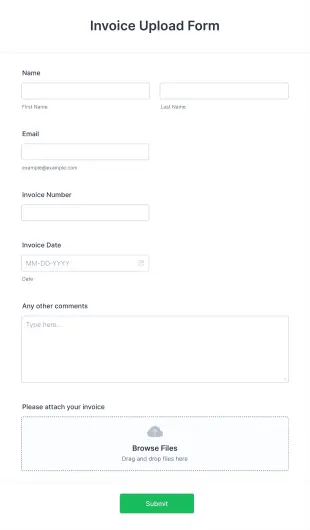 Invoice Upload Form
Name
First Name
Last Name
Email
example@example.com
Invoice Number
Invoice Date
MM-DD-YYYY
Date
Any other comments
Type here...
Please attach your invoice
Browse Files
Drag and drop files here
Submit